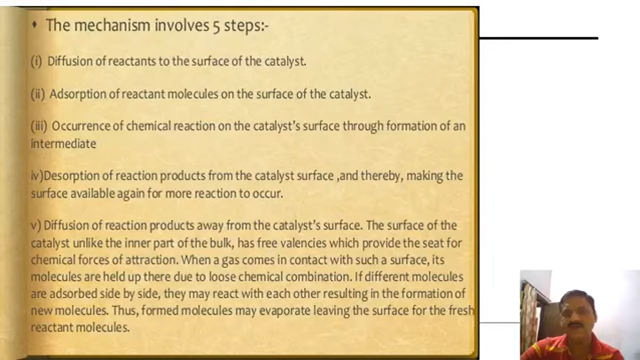 The mechanism involves 5 steps:-
(i) Diffusion of reactants to the surface of the catalyst.
(ii) Adsorption of reactant molecules on the surface of the catalyst.
(iii) Occurrence of chemical reaction on the catalyst's surface through formation of an
intermediate
iv)Desorption of reaction products from the catalyst surface ,and thereby, making the
surface available again for more reaction to occur.
v) Diffusion of reaction products away from the catalyst's surface. The surface of the
catalyst unlike the inner part of the bulk, has free valencies which provide the seat for
chemical forces of attraction. When a gas comes in contact with such a surface, its
molecules are held up there due to loose chemical combination. If different molecules
are adsorbed side by side, they may react with each other resulting in the formation of
new molecules. Thus, formed molecules may evaporate leaving the surface for the fresh
reactant molecules.